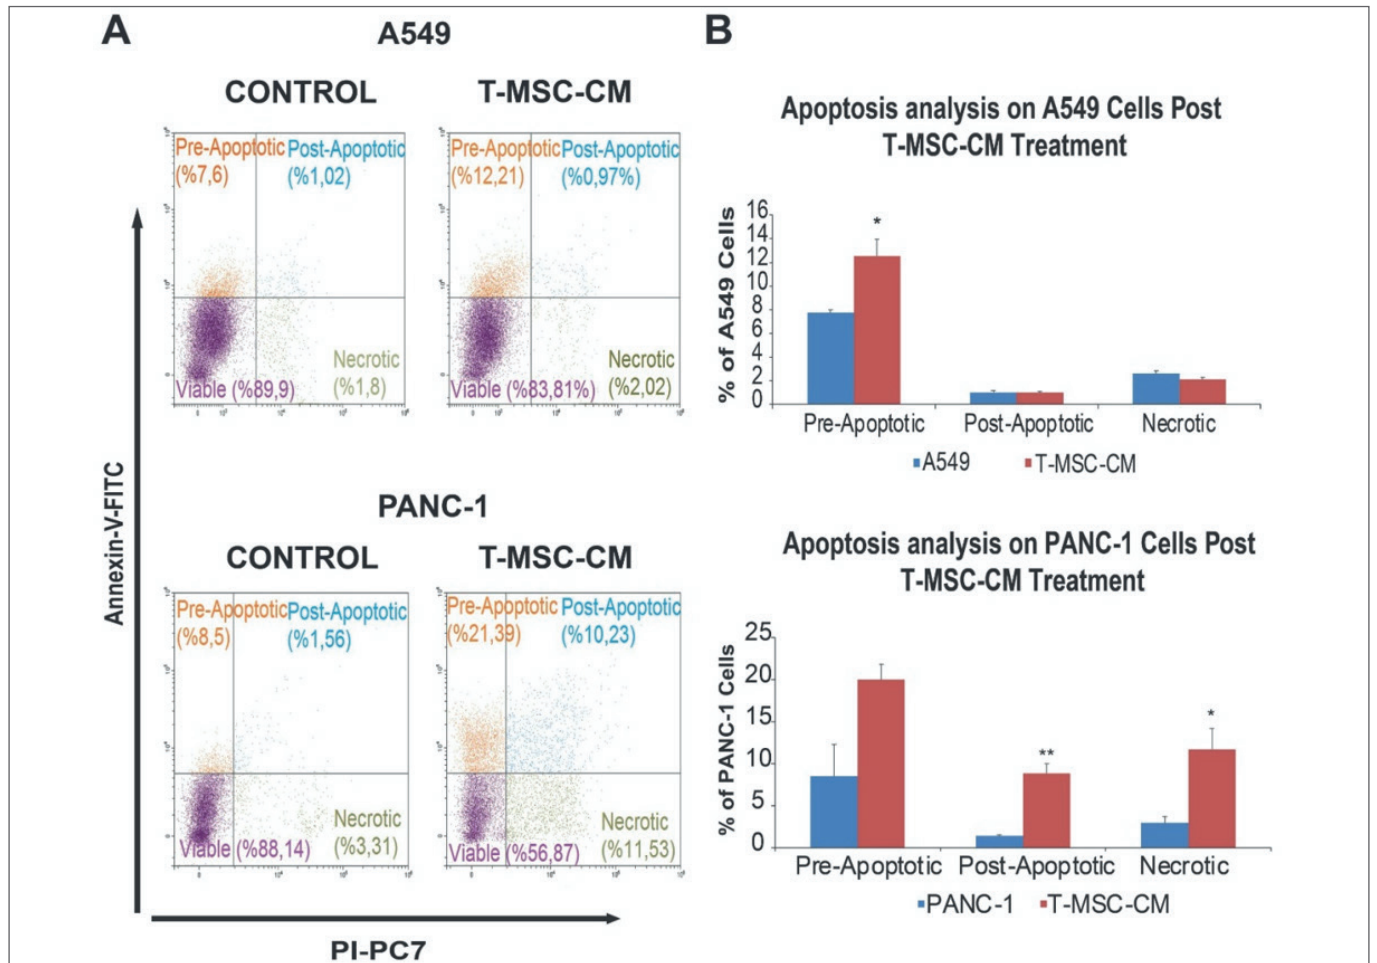 A
A549
CONTROL
T-MSC-CM
Pre-Apoptotic Post-Apoptotic
(%7,6) (%1,02)
Necrotic
(%1,8)
Viable (%89,9)
Pre-Apoptotic Post-Apoptotic
(%12,21) (%0,97%)
Necrotic
(%2,02)
Viable (%83,81%)
PANC-1
CONTROL
T-MSC-CM
Pre-Apoptotic Post-Apoptotic
(%8,5) (%1,56)
Necrotic
(%3,31)
Viable (%88,14)
Pre-Apoptotic Post-Apoptotic
(%21,39) (%10,23)
Necrotic
(%11,53)
Viable (%56,87)
Annexin-V-FITC
PI-PC7
B
Apoptosis analysis on A549 Cells Post
T-MSC-CM Treatment
% of A549 Cells
16
14
12
10
8
6
4
2
0
*
Pre-Apoptotic Post-Apoptotic Necrotic
A549 T-MSC-CM
Apoptosis analysis on PANC-1 Cells Post
T-MSC-CM Treatment
% of PANC-1 Cells
25
20
15
10
5
0
**
*
Pre-Apoptotic Post-Apoptotic Necrotic
PANC-1 T-MSC-CM